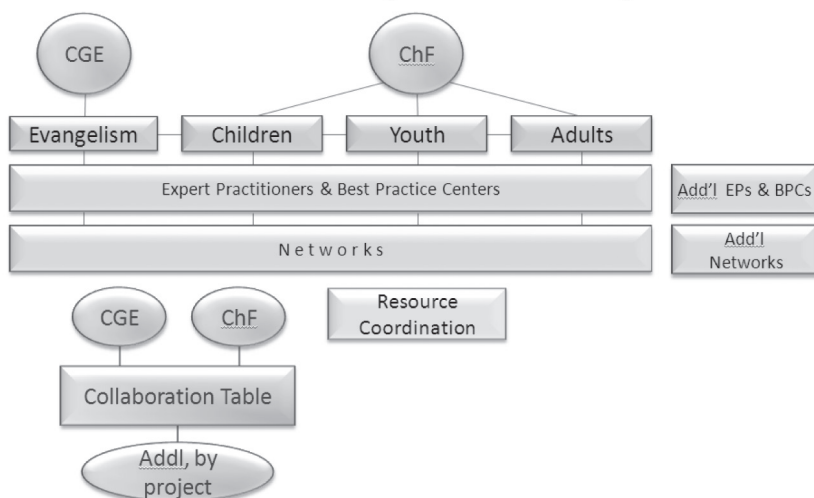 CGE
ChF
Evangelism
Children
Youth
Adults
Expert Practitioners & Best Practice Centers
Add'l EPs & BPCs
Networks
Add'l
Networks
CGE
ChF
Resource
Coordination
Collaboration Table
Addl, by
project